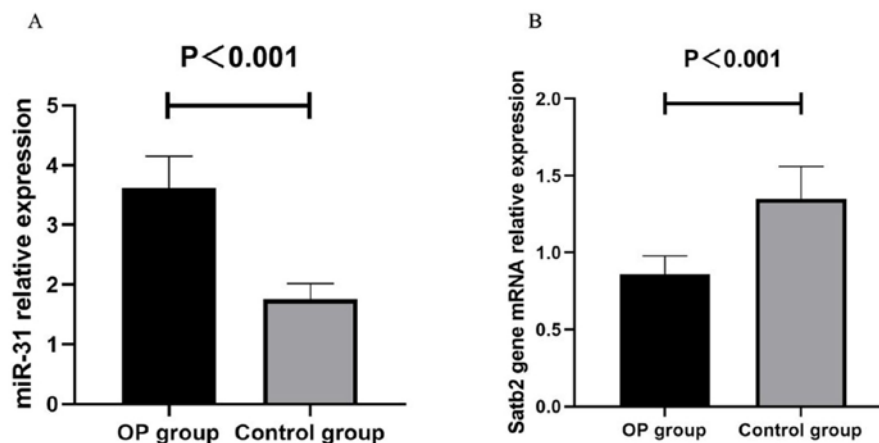 A
P＜0.001
miR-31 relative expression
5
4
3
2
1
0
OP group
Control group
B
P＜0.001
Satb2 gene mRNA relative expression
2.0
1.5
1.0
0.5
0.0
OP group
Control group